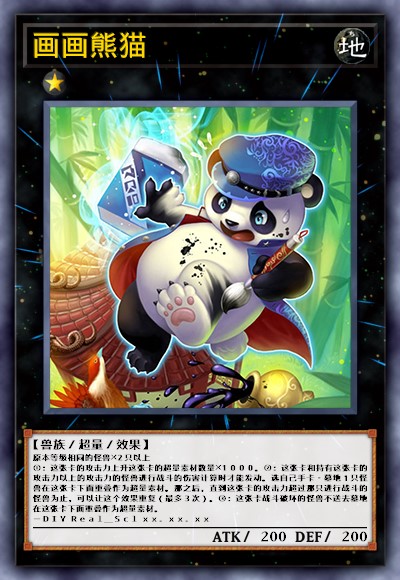 画画熊猫
地
【兽族／超量／效果】
原本等级相同的怪兽×2只以上
①：这张卡的攻击力上升这张卡的超量素材数量×1000。②：这张卡和持有这张卡
的攻击力以上的攻击力的怪兽进行战斗的伤害计算时才能发动。选自己手卡·墓地1只怪
兽在这张卡下面重叠作为超量素材。那之后，直到这张卡的攻击力超过那只进行战斗的
怪兽为止，可以让这个效果重复（最多3次）。③：这张卡战斗破坏的怪兽不送去墓地
在这张卡下面重叠作为超量素材。
－DIYReal_Scl xx. xx. xx
ATK/ 200 DEF/ 200